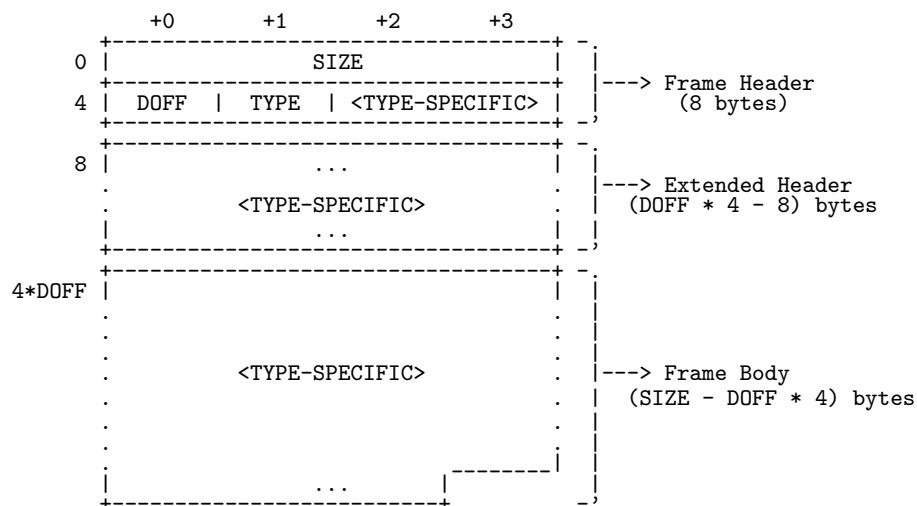 +0 +1 +2 +3
0 | SIZE | |---> Frame Header
4 | DOFF | TYPE | <TYPE-SPECIFIC> | (8 bytes)
8 | ... |
<TYPE-SPECIFIC> |---> Extended Header
... (DOFF * 4 - 8) bytes
4*DOFF |
<TYPE-SPECIFIC> |---> Frame Body
(SIZE - DOFF * 4) bytes
...